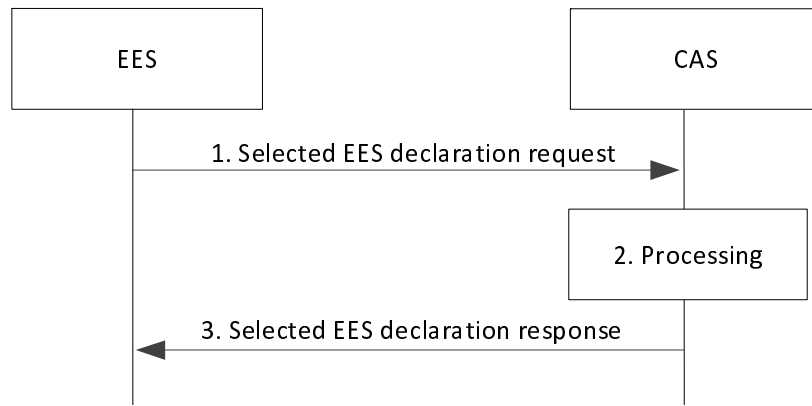 EES
CAS
1. Selected EES declaration request
2. Processing
3. Selected EES declaration response